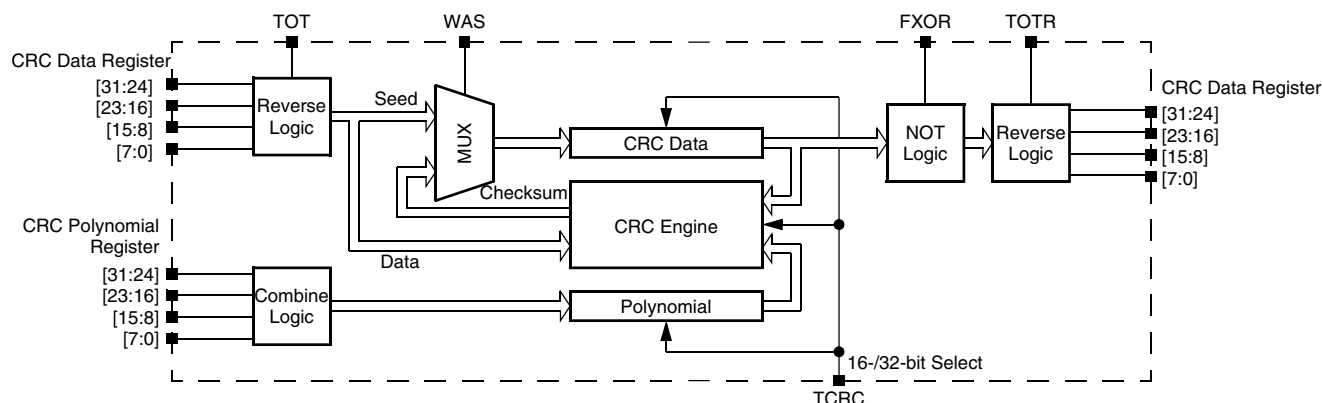 TOT
WAS
FXOR
TOTR
CRC Data Register
[31:24]
[23:16]
[15:8]
[7:0]
Reverse
Logic
Seed
MUX
CRC Data
NOT
Logic
Reverse
Logic
CRC Data Register
[31:24]
[23:16]
[15:8]
[7:0]
Checksum
CRC Engine
CRC Polynomial
Register
Data
[31:24]
[23:16]
[15:8]
[7:0]
Combine
Logic
Polynomial
16-/32-bit Select
TCRC